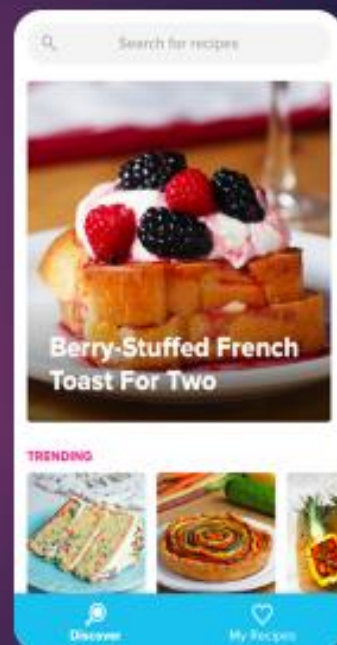 Search for recipes
Berry-Stuffed French
Toast For Two
TRENDING
Discover
My Recipes